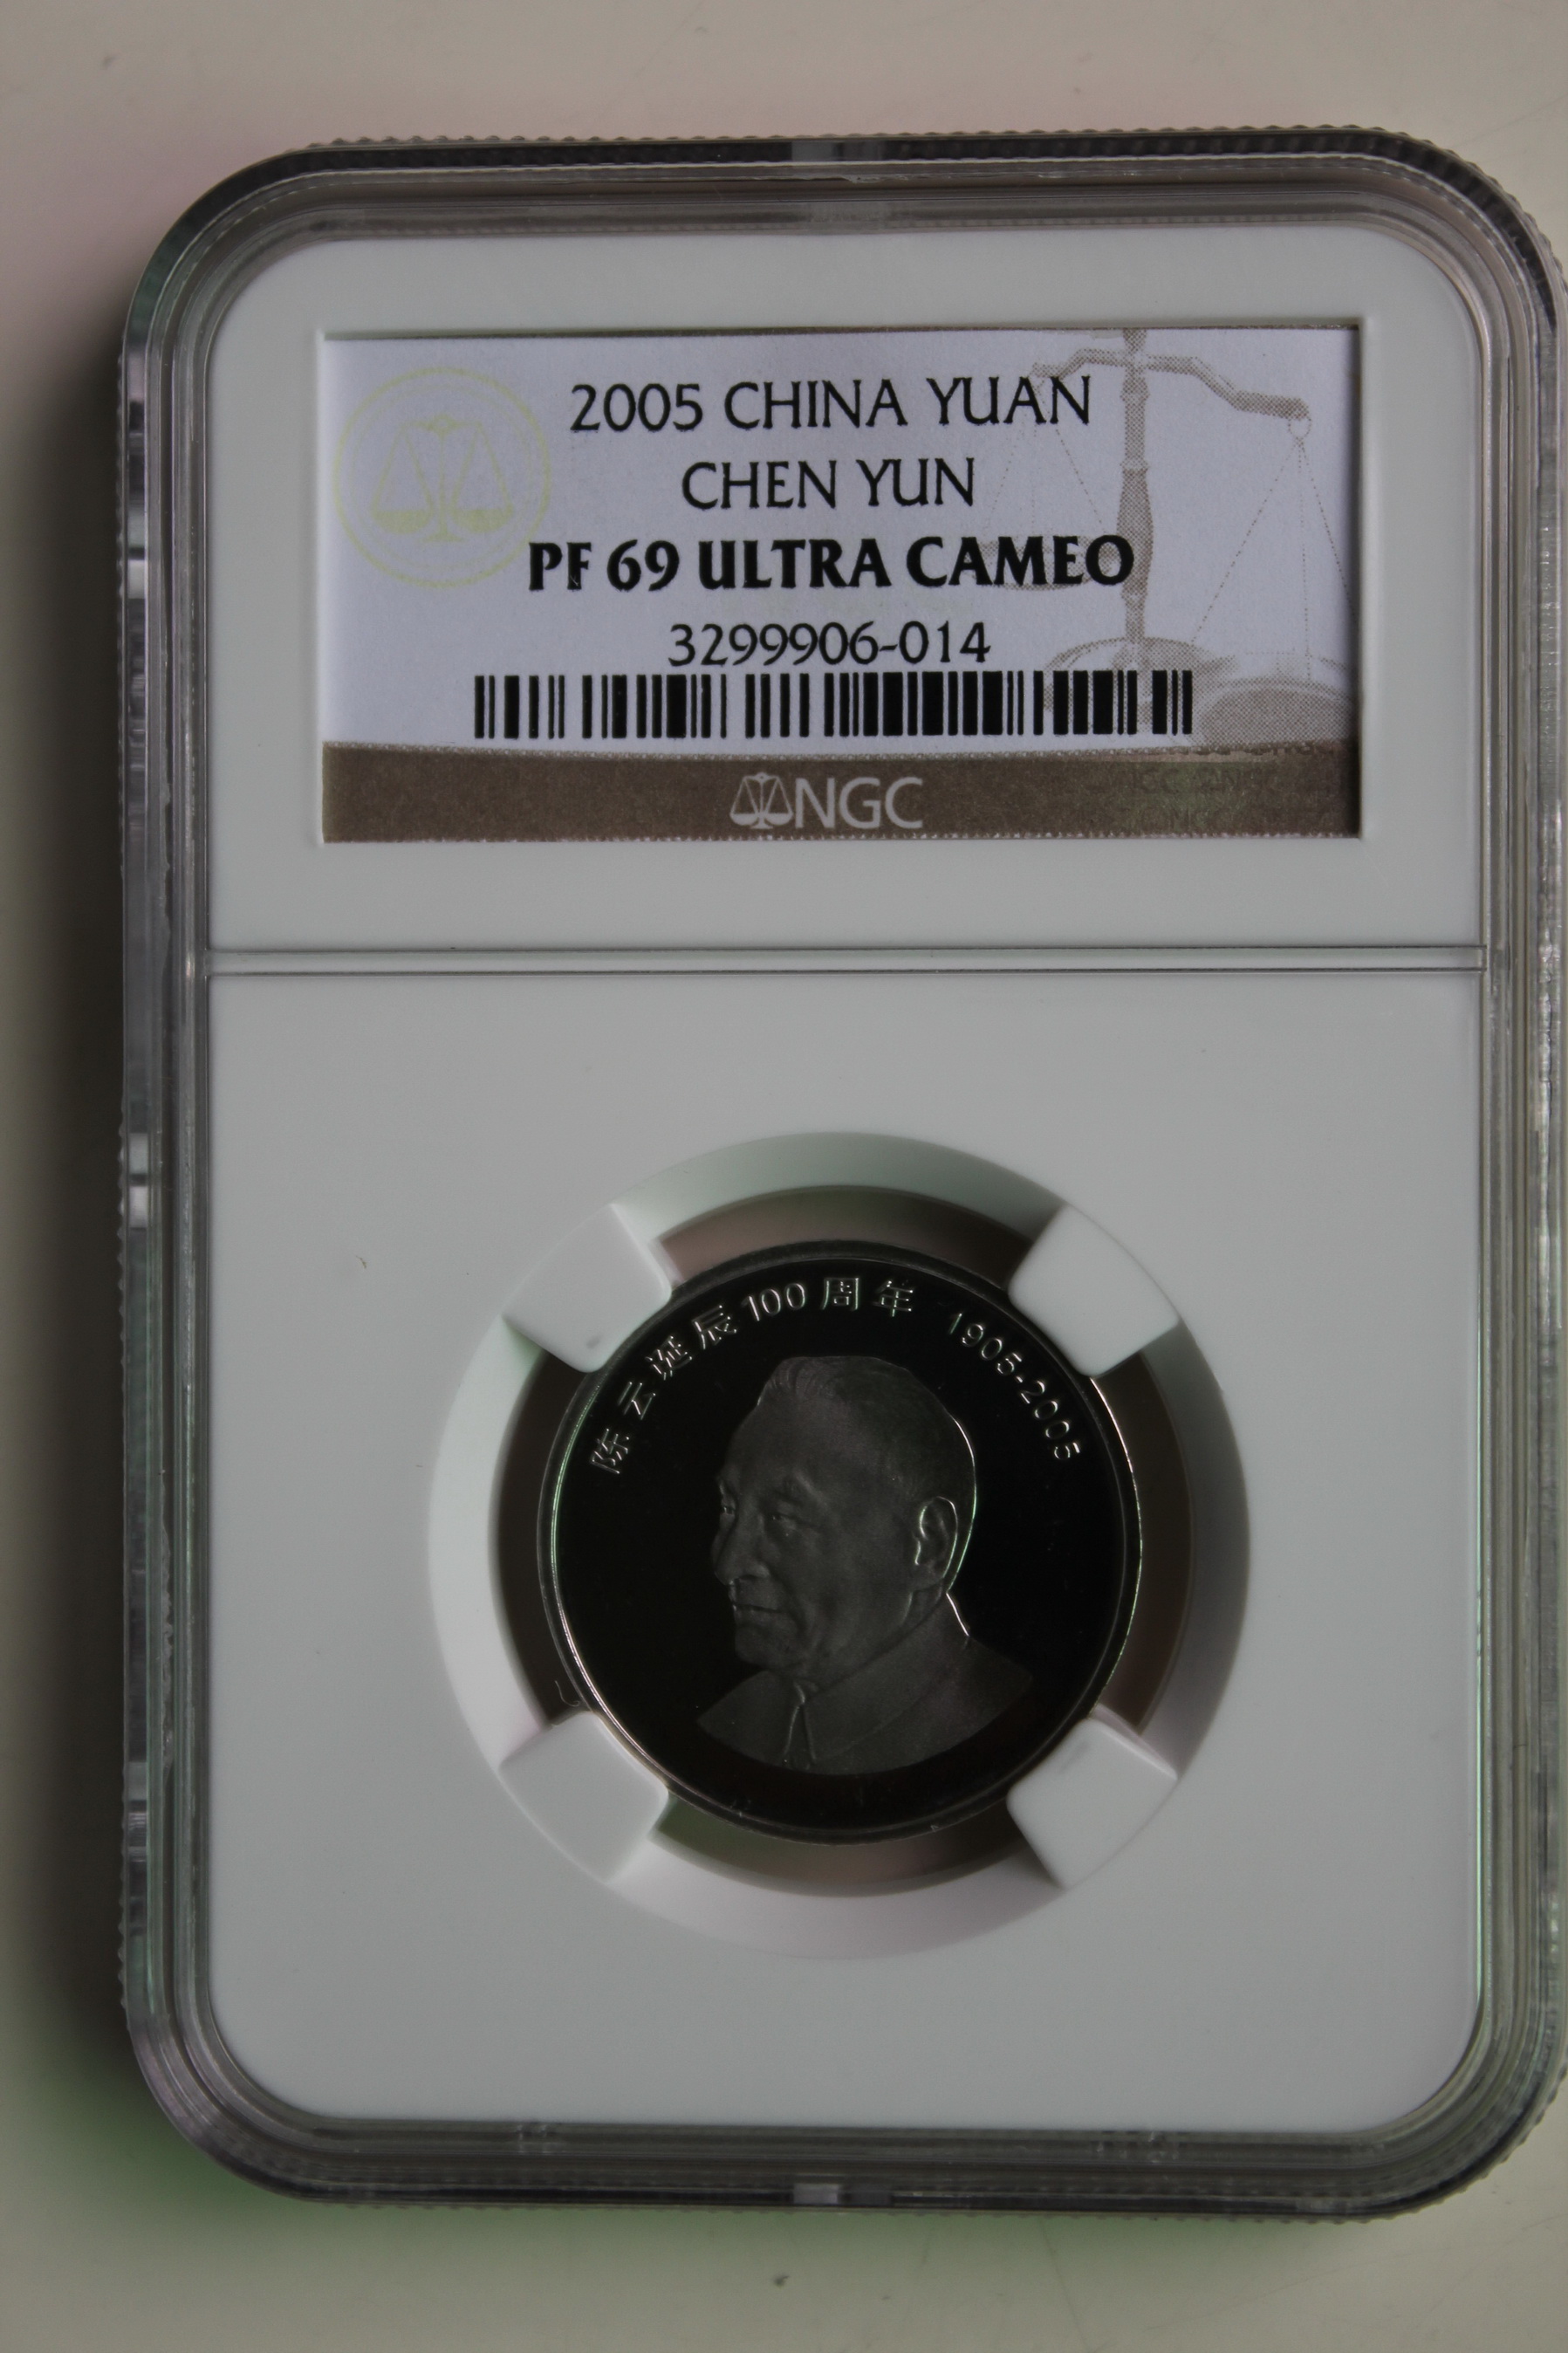 2005 CHINA YUAN
CHEN YUN
PF 69 ULTRA CAMEO
3299906-014
NGC
陈云诞辰100周年 1905-2005